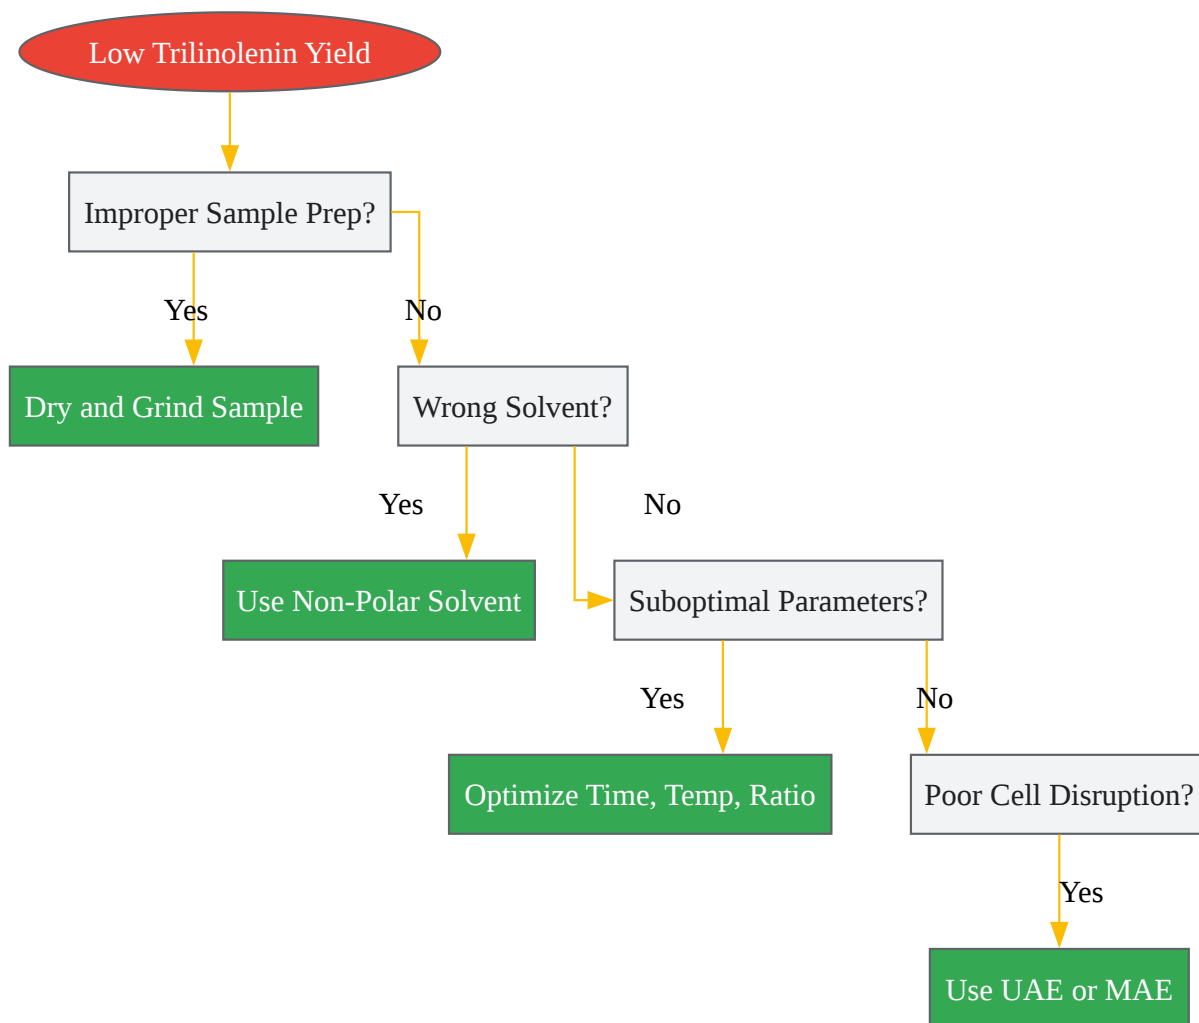 Low Trilinolenin Yield
Improper Sample Prep?
Yes
No
Dry and Grind Sample
Wrong Solvent?
Yes
No
Use Non-Polar Solvent
Suboptimal Parameters?
Yes
No
Optimize Time, Temp, Ratio
Poor Cell Disruption?
Yes
Use UAE or MAE